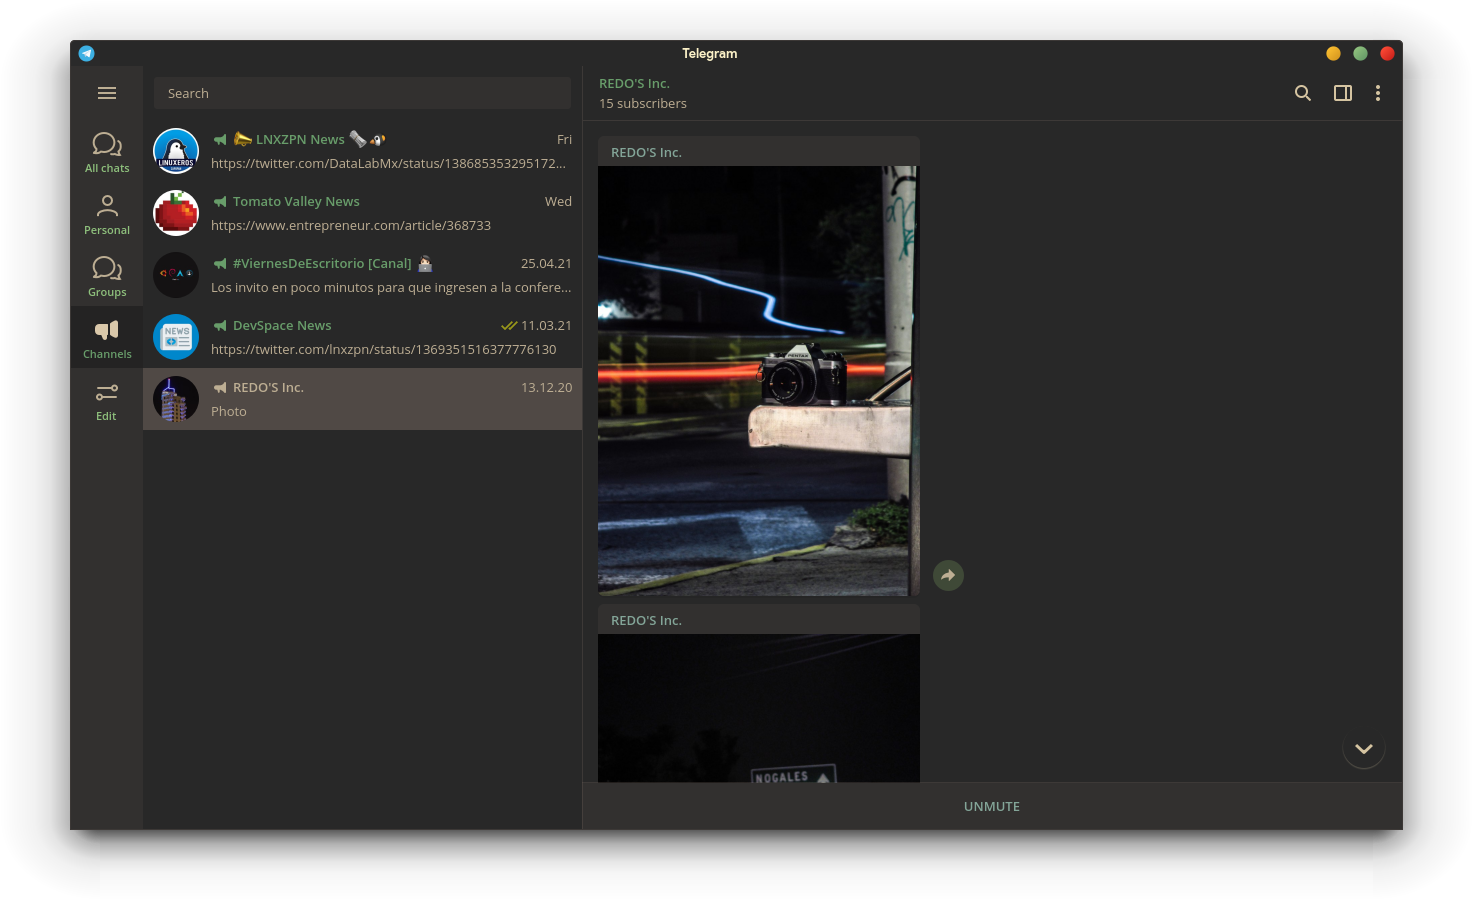 Telegram
Search
All chats
Personal
Groups
Channels
Edit
LNXZPN News
Fri
https://twitter.com/DataLabMx/status/138685353295172...
LINUXEROS
Tomato Valley News
Wed
https://www.entrepreneur.com/article/368733
#ViernesDeEscritorio [Canal]
25.04.21
Los invito en poco minutos para que ingresen a la confere...
DevSpace News
11.03.21
https://twitter.com/lnxzpn/status/1369351516377776130
NEWS
REDO'S Inc.
13.12.20
Photo
REDO'S Inc.
15 subscribers
REDO'S Inc.
PENTAX
REDO'S Inc.
NOGALES
UNMUTE